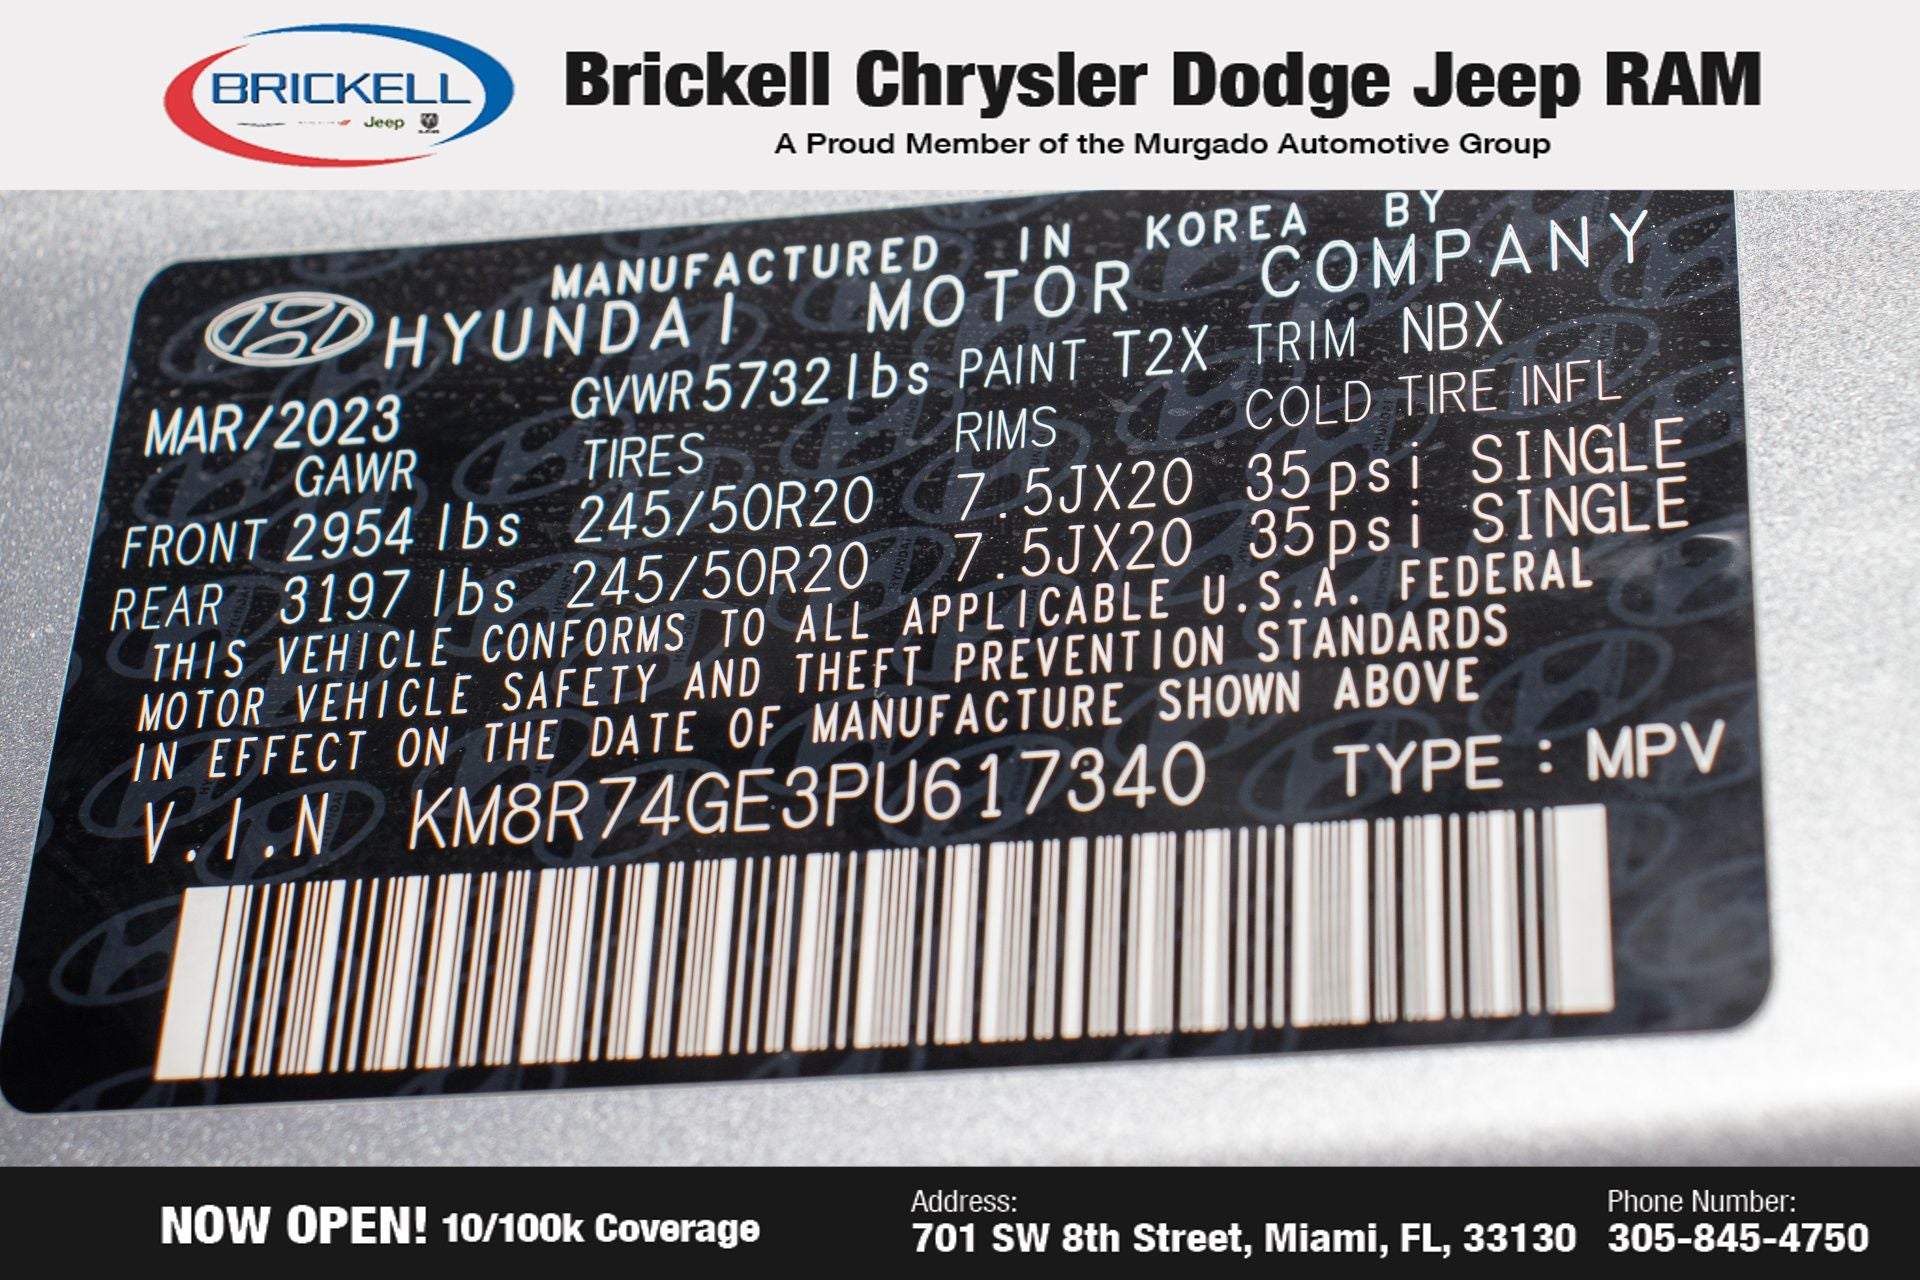 BRICKELL
Jeep
RAM
Brickell Chrysler Dodge Jeep RAM
A Proud Member of the Murgado Automotive Group
MANUFACTURED IN KOREA BY
HYUNDAI MOTOR COMPANY
MAR/2023 GVWR 5732 lbs PAINT T2X TRIM NBX
GAWR TIRES RIMS COLD TIRE INFL
FRONT 2954 lbs 245/50R20 7.5JX20 35psi SINGLE
REAR 3197 lbs 245/50R20 7.5JX20 35psi SINGLE
THIS VEHICLE CONFORMS TO ALL APPLICABLE U.S.A. FEDERAL
MOTOR VEHICLE SAFETY AND THEFT PREVENTION STANDARDS
IN EFFECT ON THE DATE OF MANUFACTURE SHOWN ABOVE
V.I.N KM8R74GE3PU617340 TYPE : MPV
NOW OPEN! 10/100k Coverage
Address:
701 SW 8th Street, Miami, FL, 33130
Phone Number:
305-845-4750